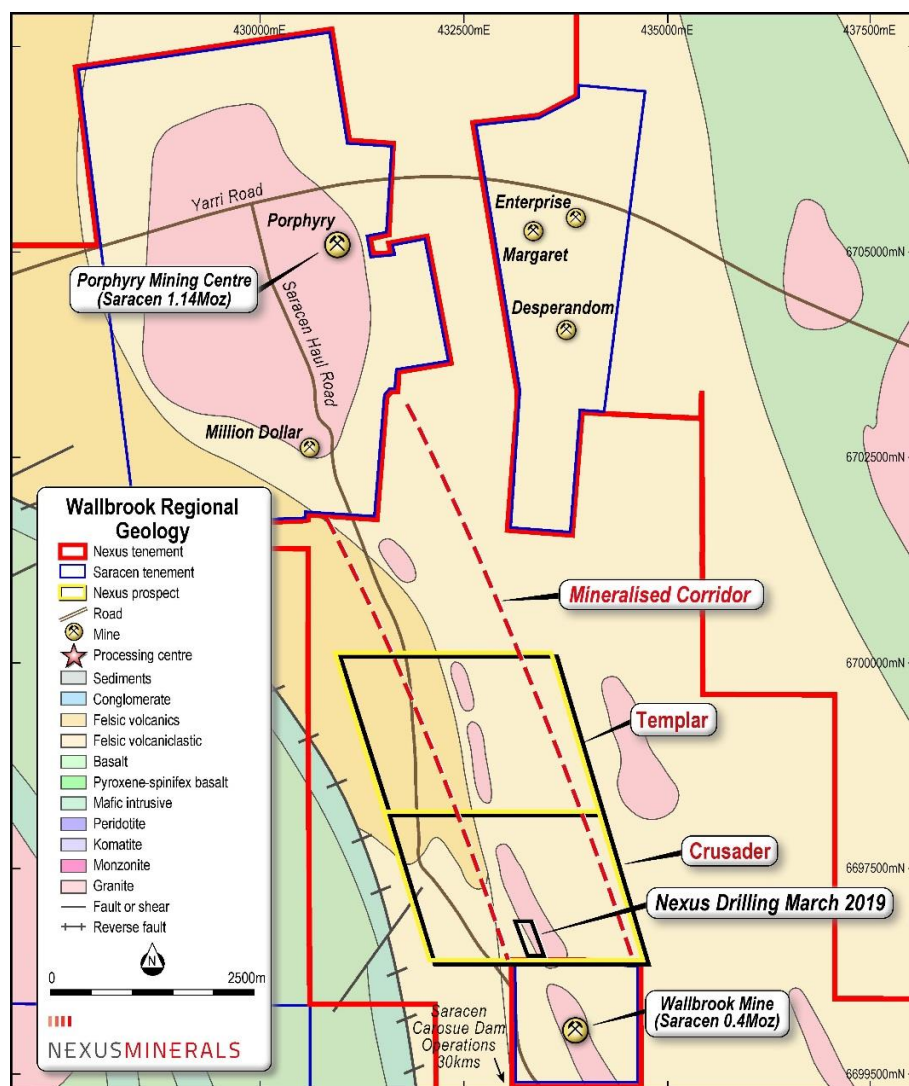 430000mE
432500mE
435000mE
437500mE
Yarri Road
Porphyry
Porphyry Mining Centre
(Saracen 1.14Moz)
Saracen Haul Road
Million Dollar
Enterprise
Margaret
Desperandom
6705000mN
6702500mN
Mineralised Corridor
6700000mN
Templar
Crusader
6697500mN
Nexus Drilling March 2019
Wallbrook Mine
(Saracen 0.4Moz)
Saracen
Carosue Dam
Operations
30kms
6699500mN
Wallbrook Regional
Geology
Nexus tenement
Saracen tenement
Nexus prospect
Road
Mine
Processing centre
Sediments
Conglomerate
Felsic volcanics
Felsic volcaniclastic
Basalt
Pyroxene-spinifex basalt
Mafic intrusive
Peridotite
Komatite
Monzonite
Granite
Fault or shear
Reverse fault
N
0 2500m
NEXUSMINERALS